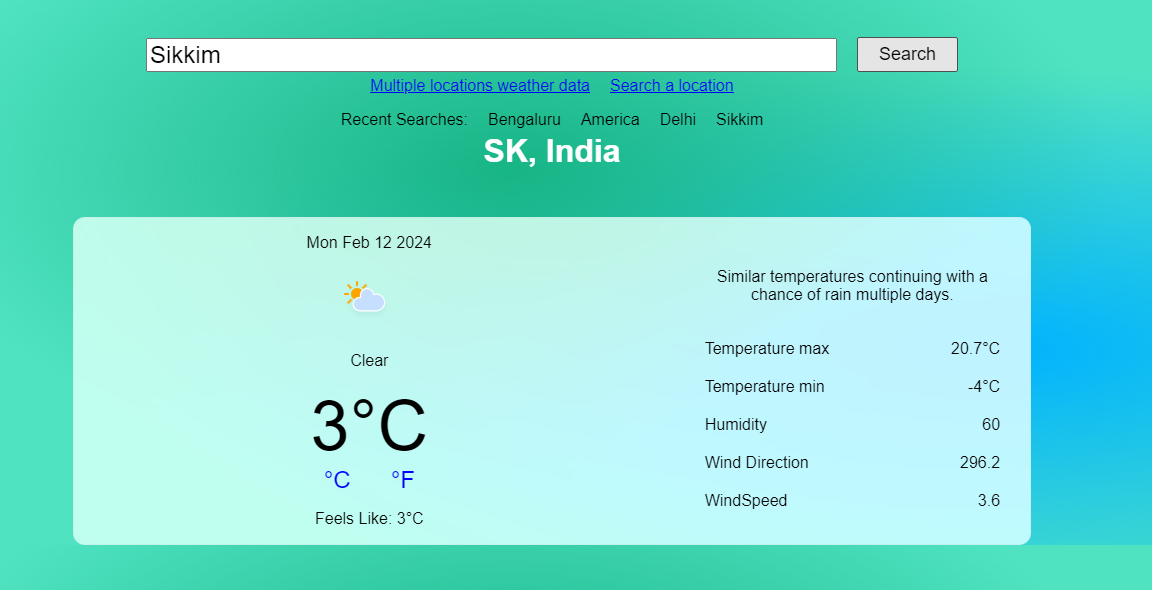 Sikkim Search
Multiple locations weather data Search a location
Recent Searches: Bengaluru America Delhi Sikkim
SK, India
Mon Feb 12 2024
Clear
3°C
°C °F
Feels Like: 3°C
Similar temperatures continuing with a
chance of rain multiple days.
Temperature max 20.7°C
Temperature min -4°C
Humidity 60
Wind Direction 296.2
WindSpeed 3.6